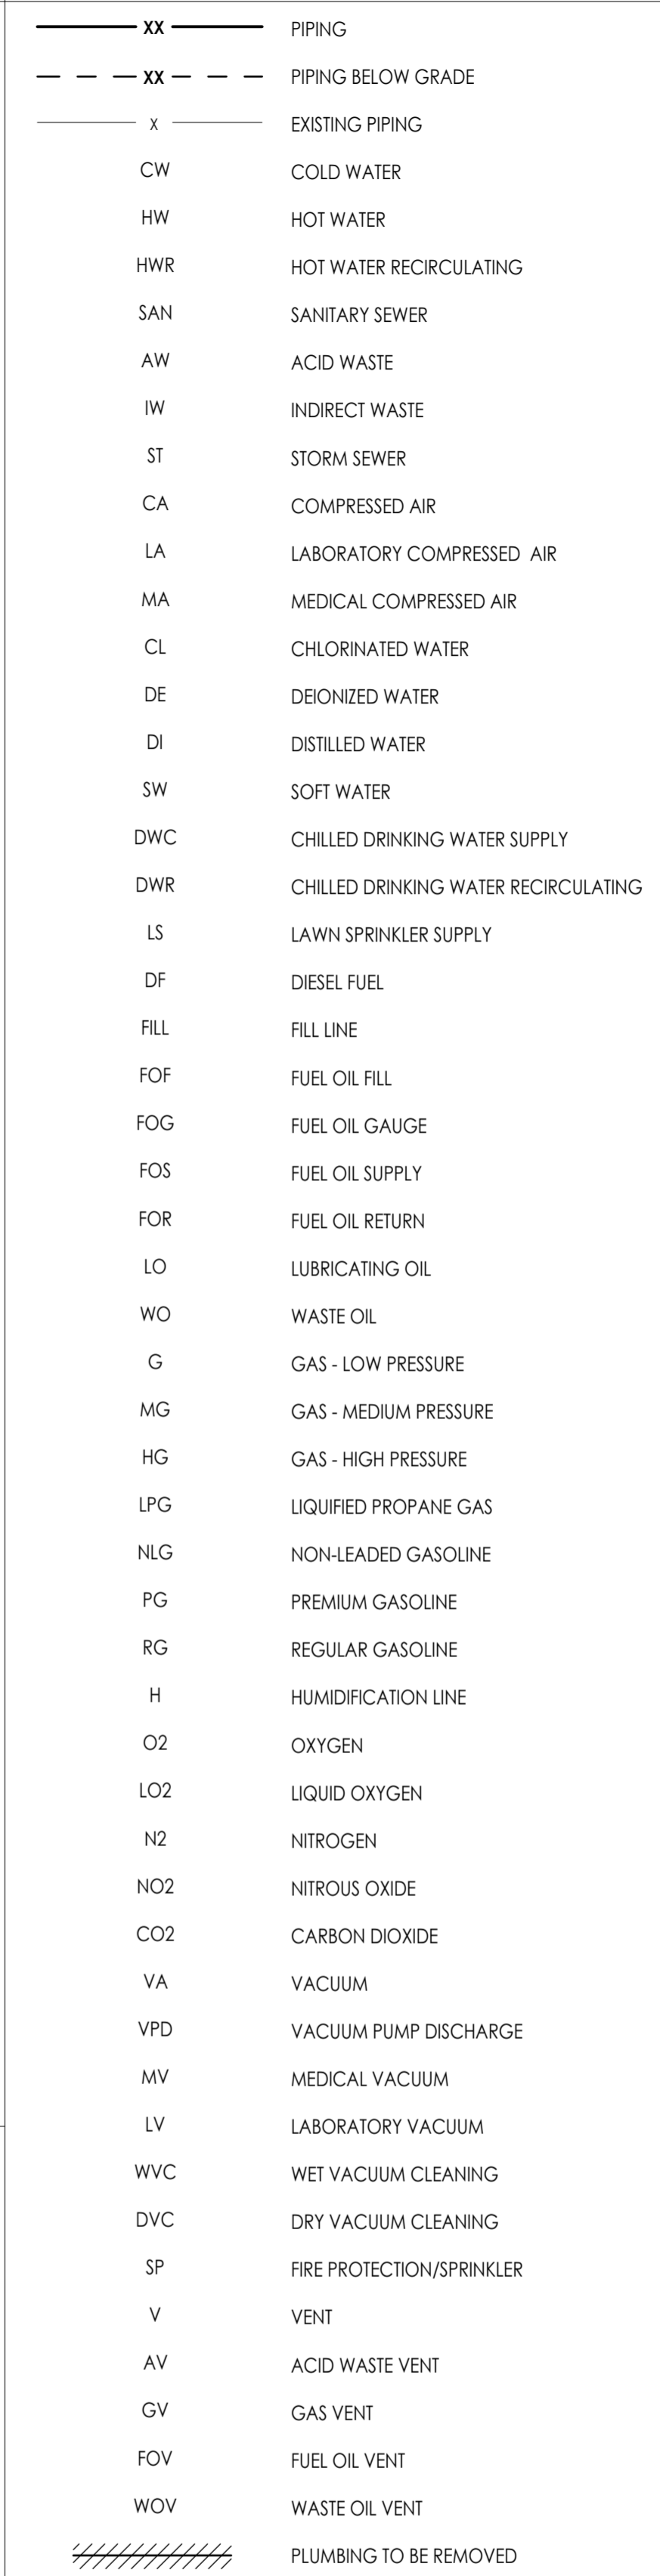 XX PIPING
XX PIPING BELOW GRADE
X EXISTING PIPING
CW COLD WATER
HW HOT WATER
HWR HOT WATER RECIRCULATING
SAN SANITARY SEWER
AW ACID WASTE
IW INDIRECT WASTE
ST STORM SEWER
CA COMPRESSED AIR
LA LABORATORY COMPRESSED AIR
MA MEDICAL COMPRESSED AIR
CL CHLORINATED WATER
DE DEIONIZED WATER
DI DISTILLED WATER
SW SOFT WATER
DWC CHILLED DRINKING WATER SUPPLY
DWR CHILLED DRINKING WATER RECIRCULATING
LS LAWN SPRINKLER SUPPLY
DF DIESEL FUEL
FILL FILL LINE
FOF FUEL OIL FILL
FOG FUEL OIL GAUGE
FOS FUEL OIL SUPPLY
FOR FUEL OIL RETURN
LO LUBRICATING OIL
WO WASTE OIL
G GAS - LOW PRESSURE
MG GAS - MEDIUM PRESSURE
HG GAS - HIGH PRESSURE
LPG LIQUIFIED PROPANE GAS
NLG NON-LEADED GASOLINE
PG PREMIUM GASOLINE
RG REGULAR GASOLINE
H HUMIDIFICATION LINE
O2 OXYGEN
LO2 LIQUID OXYGEN
N2 NITROGEN
NO2 NITROUS OXIDE
CO2 CARBON DIOXIDE
VA VACUUM
VPD VACUUM PUMP DISCHARGE
MV MEDICAL VACUUM
LV LABORATORY VACUUM
WVC WET VACUUM CLEANING
DVC DRY VACUUM CLEANING
SP FIRE PROTECTION/SPRINKLER
V VENT
AV ACID WASTE VENT
GV GAS VENT
FOV FUEL OIL VENT
WOV WASTE OIL VENT
PLUMBING TO BE REMOVED